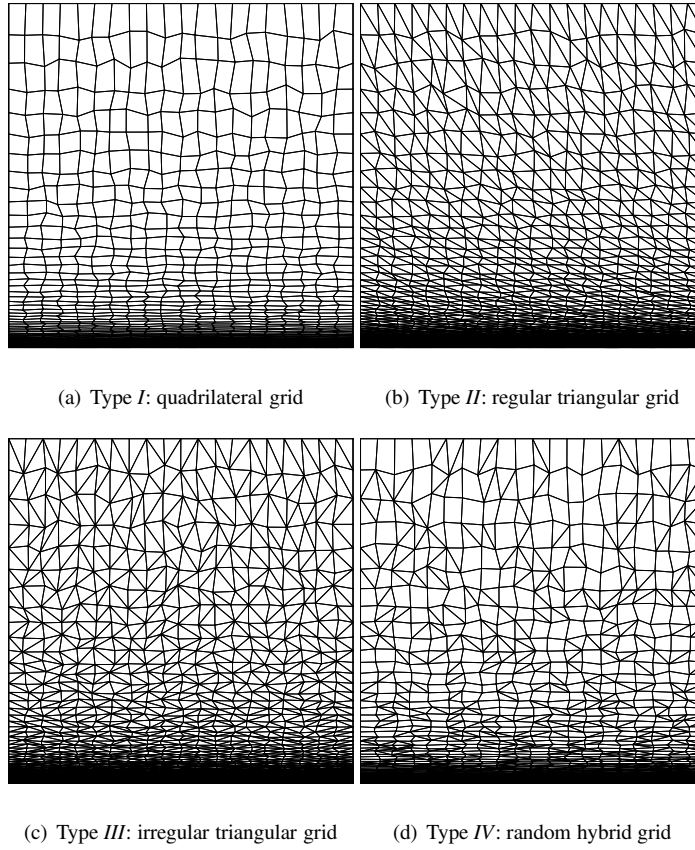 (a) Type I: quadrilateral grid
(b) Type II: regular triangular grid
(c) Type III: irregular triangular grid
(d) Type IV: random hybrid grid